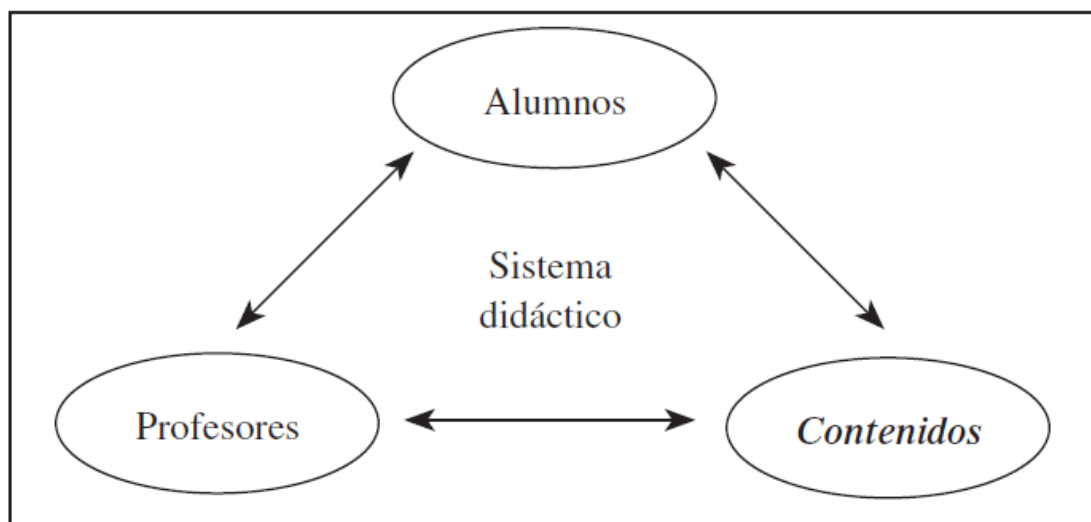 Alumnos
Sistema
didáctico
Profesores
Contenidos